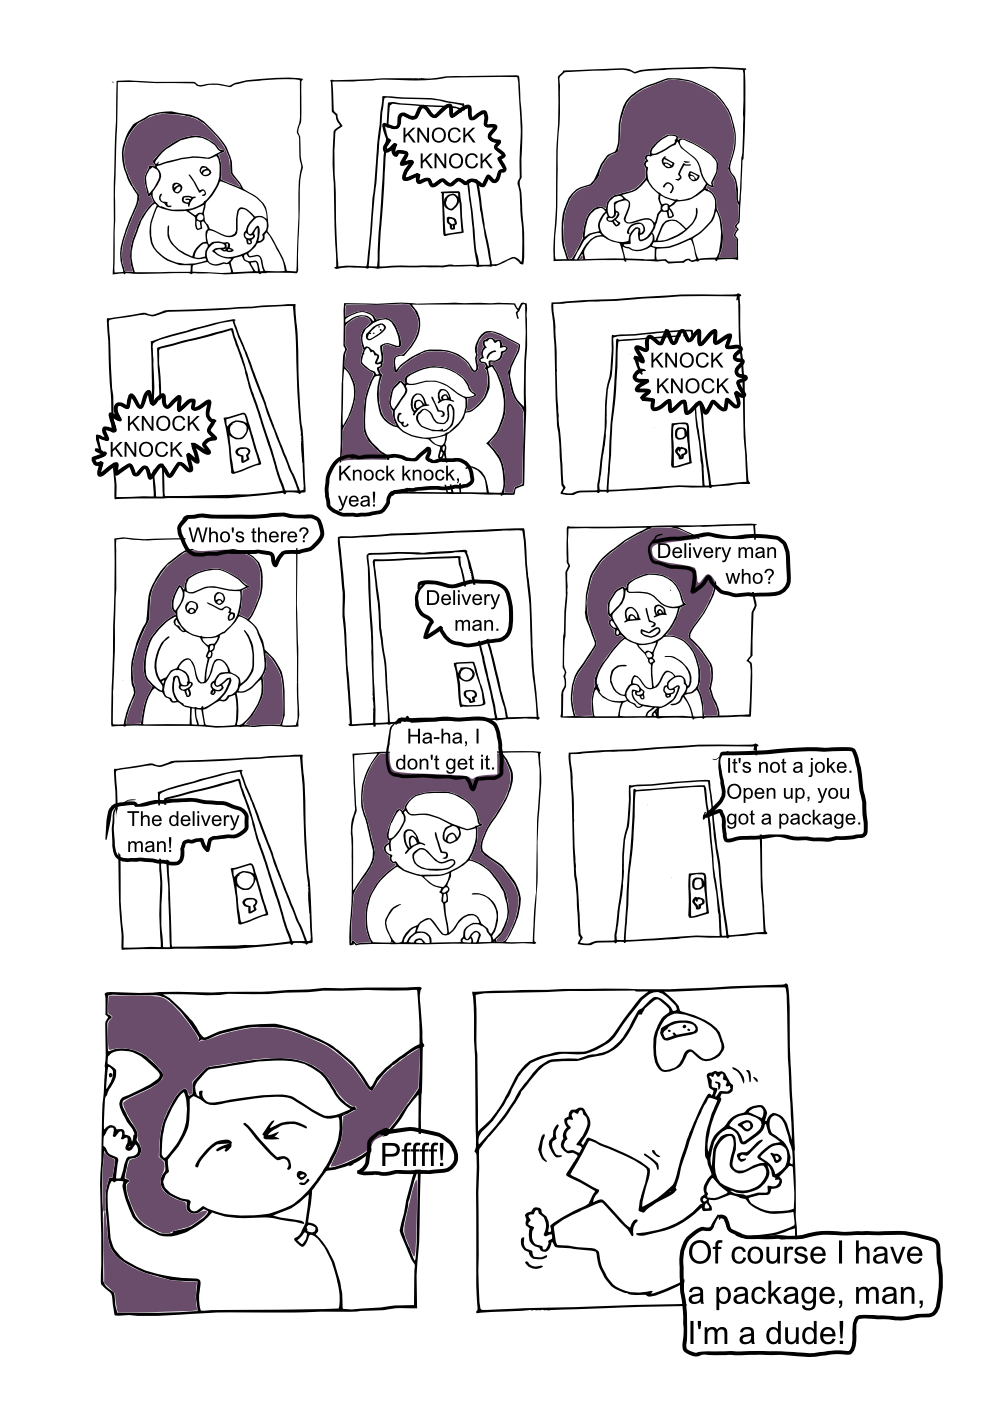 KNOCK
KNOCK
KNOCK
KNOCK
Knock knock,
yea!
KNOCK
KNOCK
Who's there?
Delivery
man.
Delivery man
who?
The delivery
man!
Ha-ha, I
don't get it.
It's not a joke.
Open up, you
got a package.
Pffff!
Of course I have
a package, man,
I'm a dude!